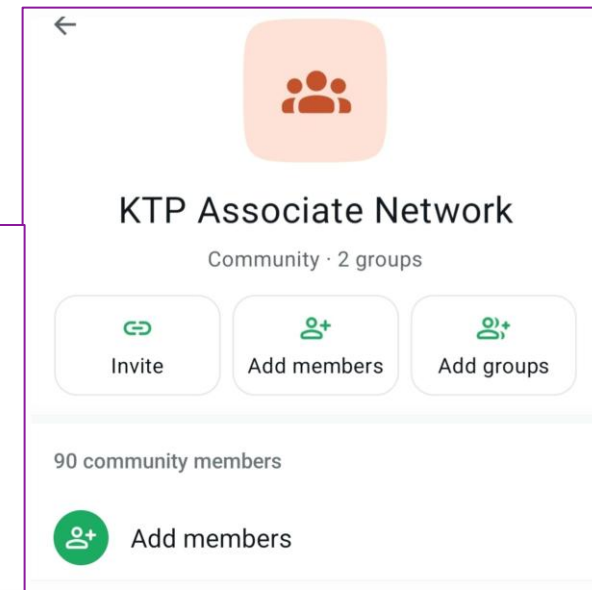 KTP Associate Network
Community · 2 groups
Invite
Add members
Add groups
90 community members
Add members